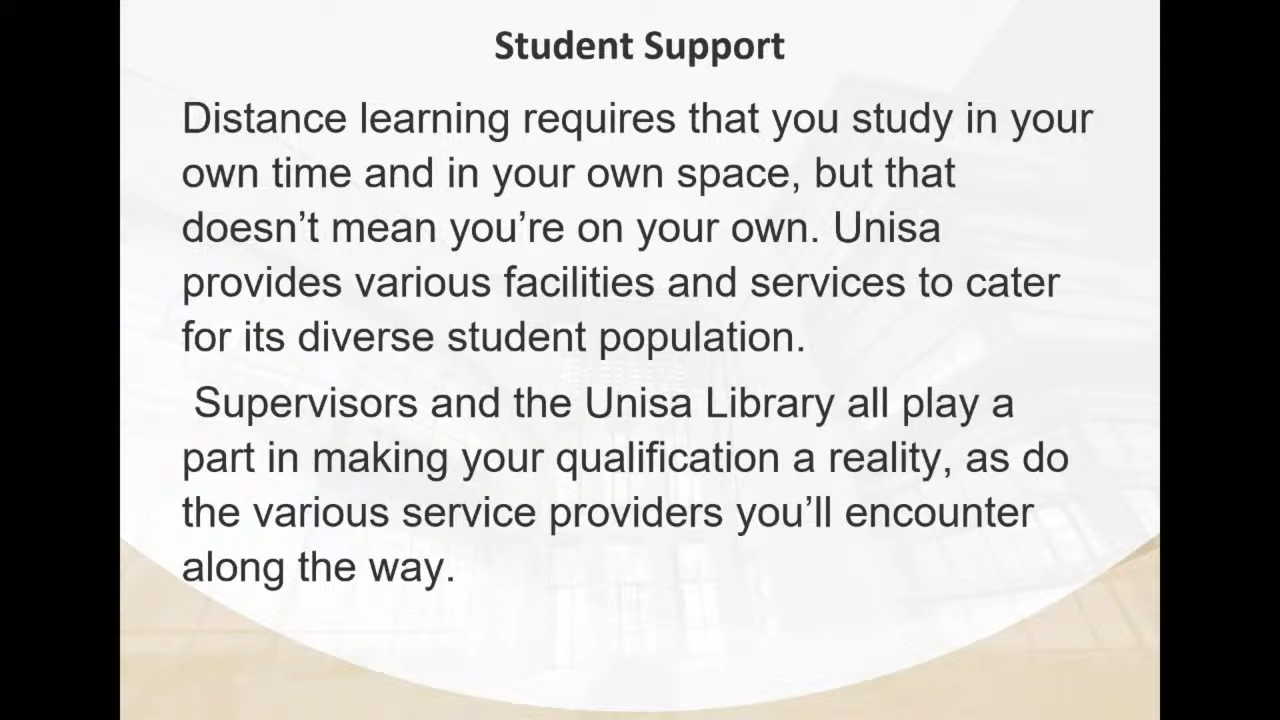 Student Support
Distance learning requires that you study in your
own time and in your own space, but that
doesn’t mean you’re on your own. Unisa
provides various facilities and services to cater
for its diverse student population.
Supervisors and the Unisa Library all play a
part in making your qualification a reality, as do
the various service providers you’ll encounter
along the way.